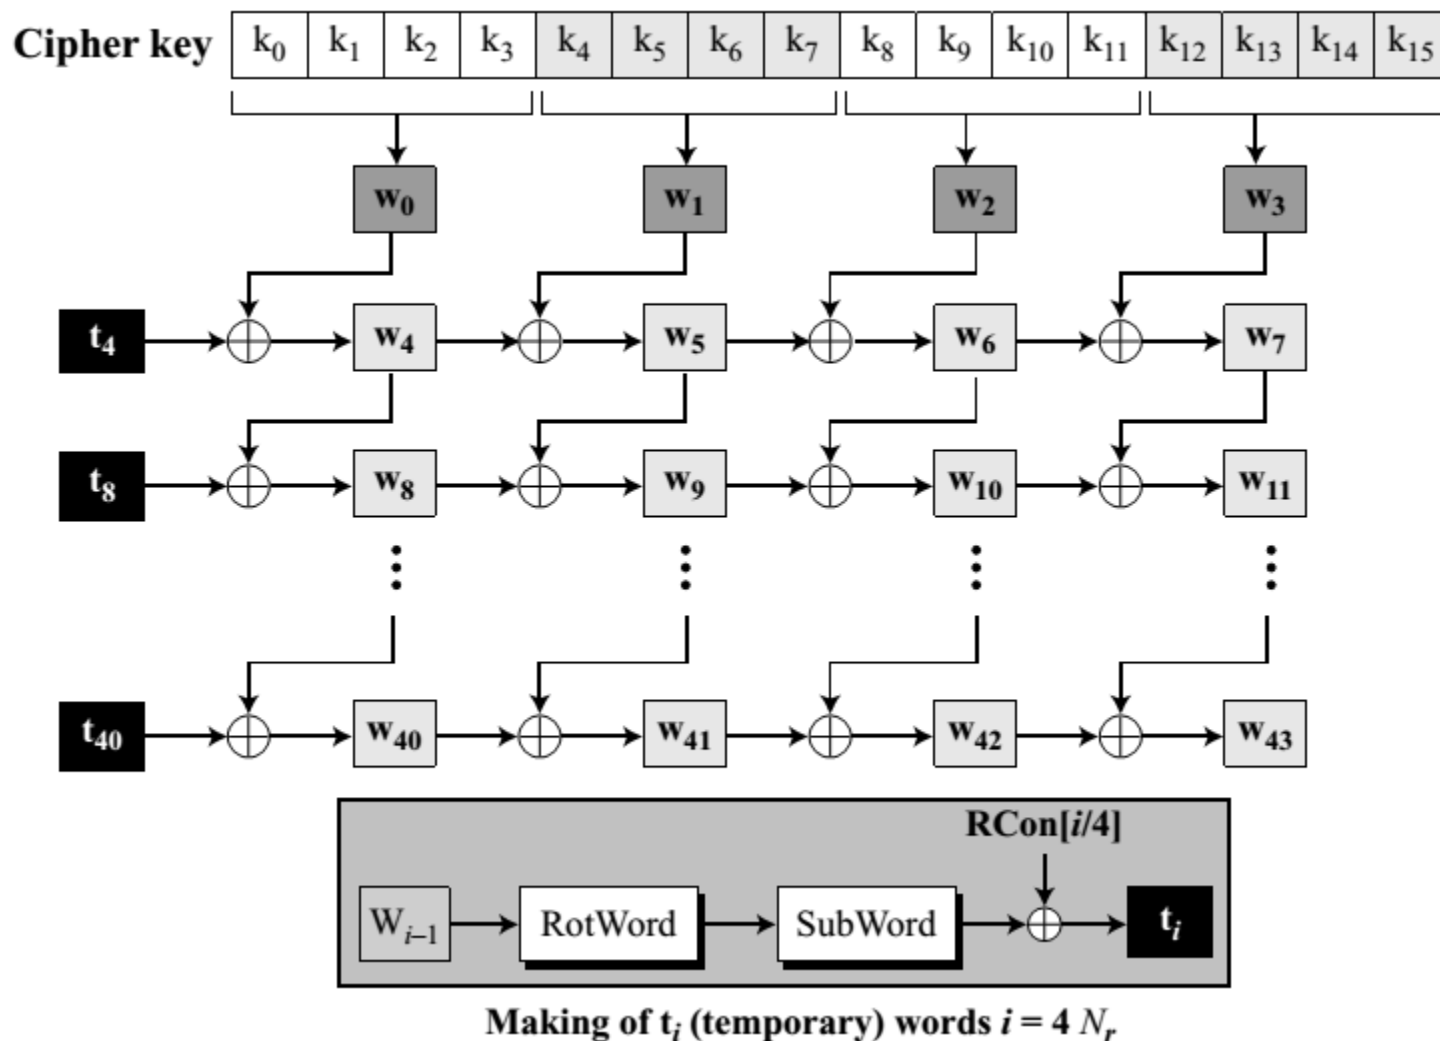 Cipher key k₀ k₁ k₂ k₃ k₄ k₅ k₆ k₇ k₈ k₉ k₁₀ k₁₁ k₁₂ k₁₃ k₁₄ k₁₅
w₀ w₁ w₂ w₃
t₄ w₄ w₅ w₆ w₇
t₈ w₈ w₉ w₁₀ w₁₁
t₄₀ w₄₀ w₄₁ w₄₂ w₄₃
RCon[i/4]
Wᵢ₋₁ RotWord SubWord tᵢ
Making of tᵢ (temporary) words i = 4 Nᵣ